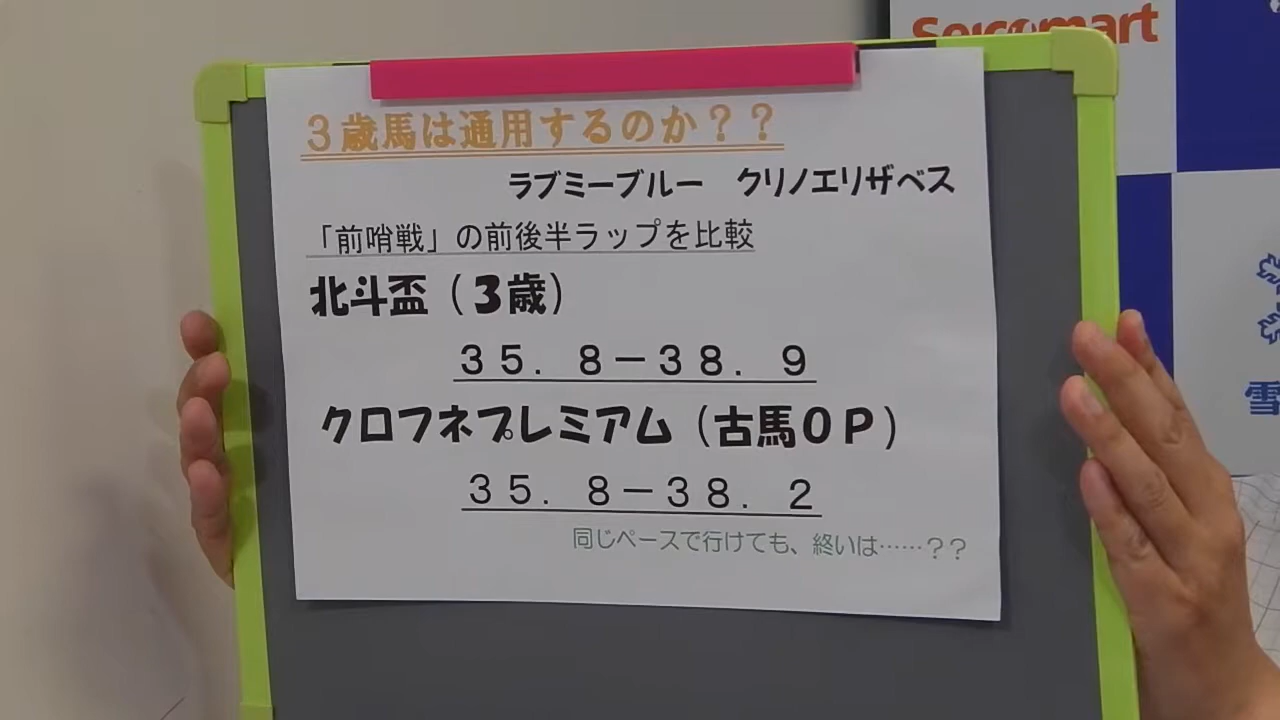 Seicomart
３歳馬は通用するのか？？
ラブミーブルー　クリノエリザベス
「前哨戦」の前後半ラップを比較
北斗盃（３歳）
３５．８－３８．９
クロフネプレミアム（古馬ＯＰ）
３５．８－３８．２
同じペースで行けても、終いは……？？
雪